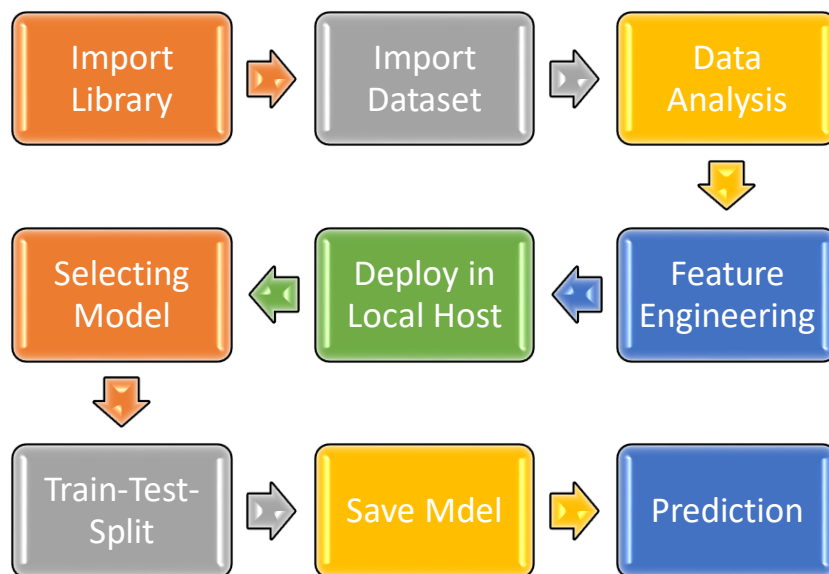 Import
Library
Import
Dataset
Data
Analysis
Feature
Engineering
Deploy in
Local Host
Selecting
Model
Train-Test-
Split
Save Mdel
Prediction